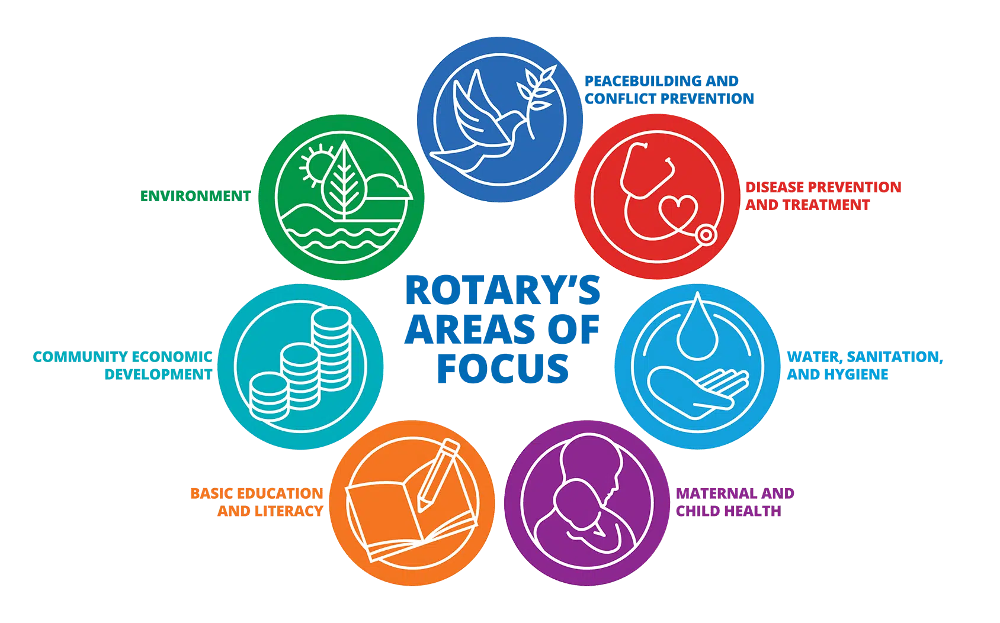 PEACEBUILDING AND
CONFLICT PREVENTION
DISEASE PREVENTION
AND TREATMENT
ENVIRONMENT
ROTARY’S
AREAS OF
FOCUS
COMMUNITY ECONOMIC
DEVELOPMENT
WATER, SANITATION,
AND HYGIENE
BASIC EDUCATION
AND LITERACY
MATERNAL AND
CHILD HEALTH